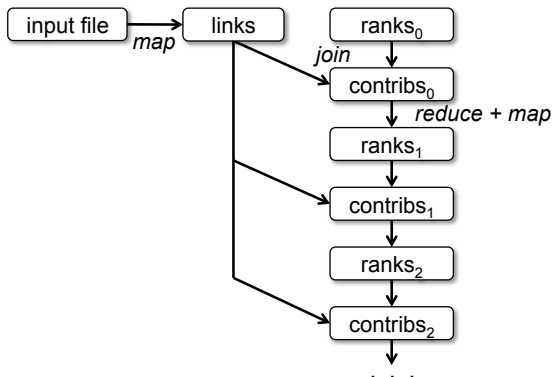 input file
map
links
ranks0
join
contribs0
reduce + map
ranks1
contribs1
ranks2
contribs2